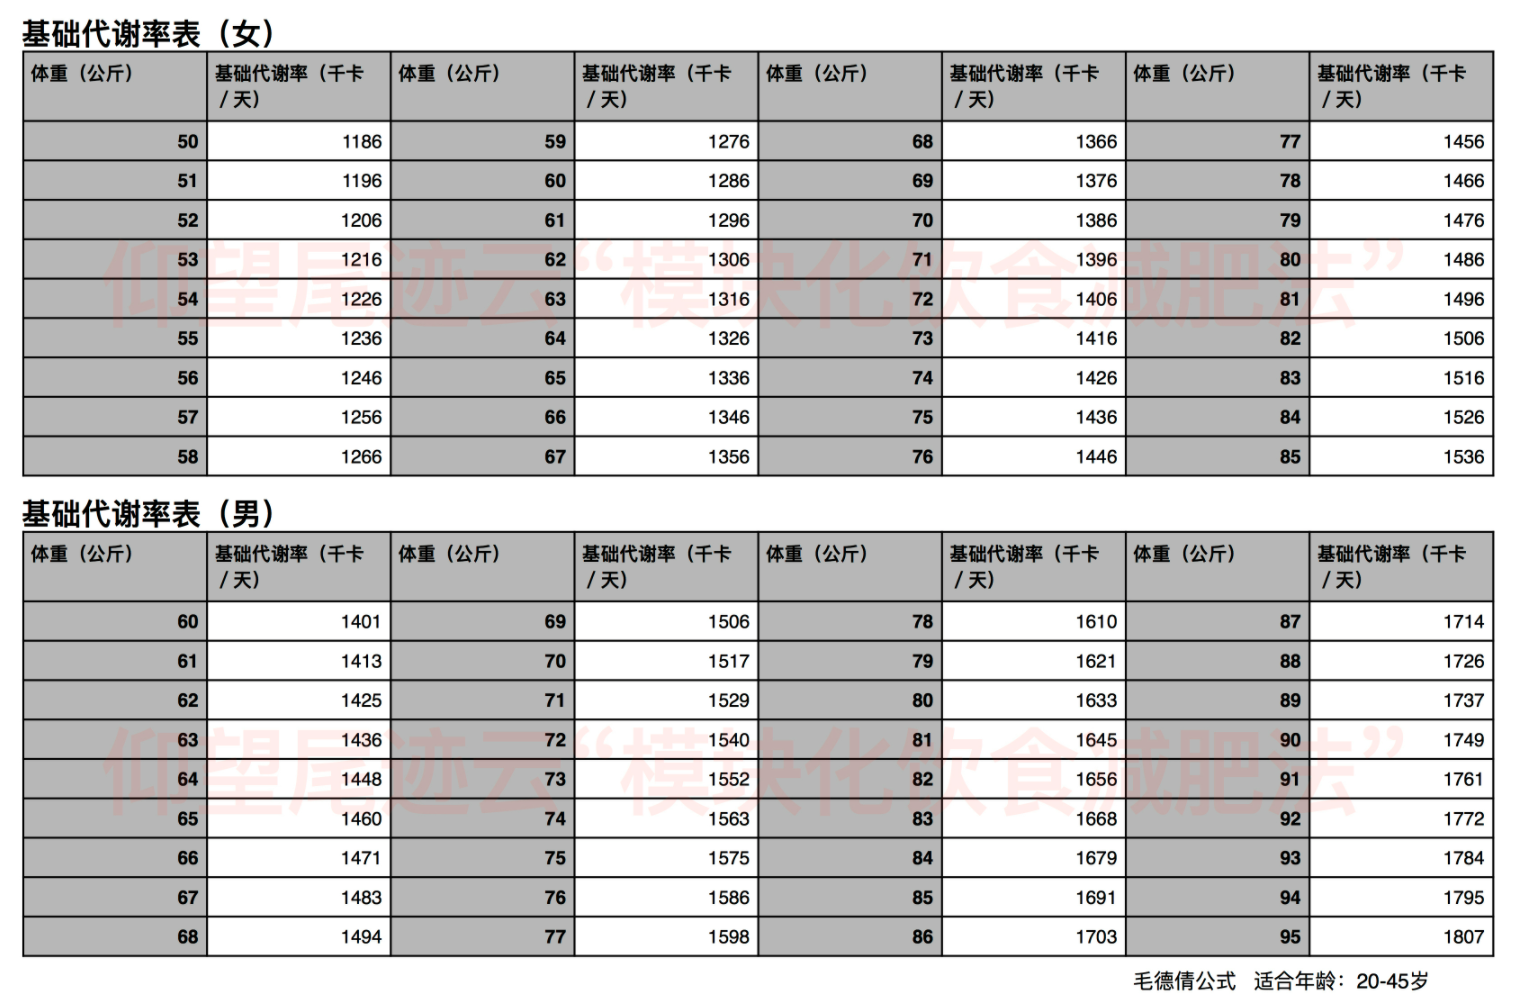 基础代谢率表（女）
体重（公斤） 基础代谢率（千卡/天） 体重（公斤） 基础代谢率（千卡/天） 体重（公斤） 基础代谢率（千卡/天） 体重（公斤） 基础代谢率（千卡/天）
50 1186 59 1276 68 1366 77 1456
51 1196 60 1286 69 1376 78 1466
52 1206 61 1296 70 1386 79 1476
53 1216 62 1306 71 1396 80 1486
54 1226 63 1316 72 1406 81 1496
55 1236 64 1326 73 1416 82 1506
56 1246 65 1336 74 1426 83 1516
57 1256 66 1346 75 1436 84 1526
58 1266 67 1356 76 1446 85 1536
仰望尾迹云“模块化饮食减肥法”
基础代谢率表（男）
体重（公斤） 基础代谢率（千卡/天） 体重（公斤） 基础代谢率（千卡/天） 体重（公斤） 基础代谢率（千卡/天） 体重（公斤） 基础代谢率（千卡/天）
60 1401 69 1506 78 1610 87 1714
61 1413 70 1517 79 1621 88 1726
62 1425 71 1529 80 1633 89 1737
63 1436 72 1540 81 1645 90 1749
64 1448 73 1552 82 1656 91 1761
65 1460 74 1563 83 1668 92 1772
66 1471 75 1575 84 1679 93 1784
67 1483 76 1586 85 1691 94 1795
68 1494 77 1598 86 1703 95 1807
仰望尾迹云“模块化饮食减肥法”
毛德倩公式 适合年龄：20-45岁